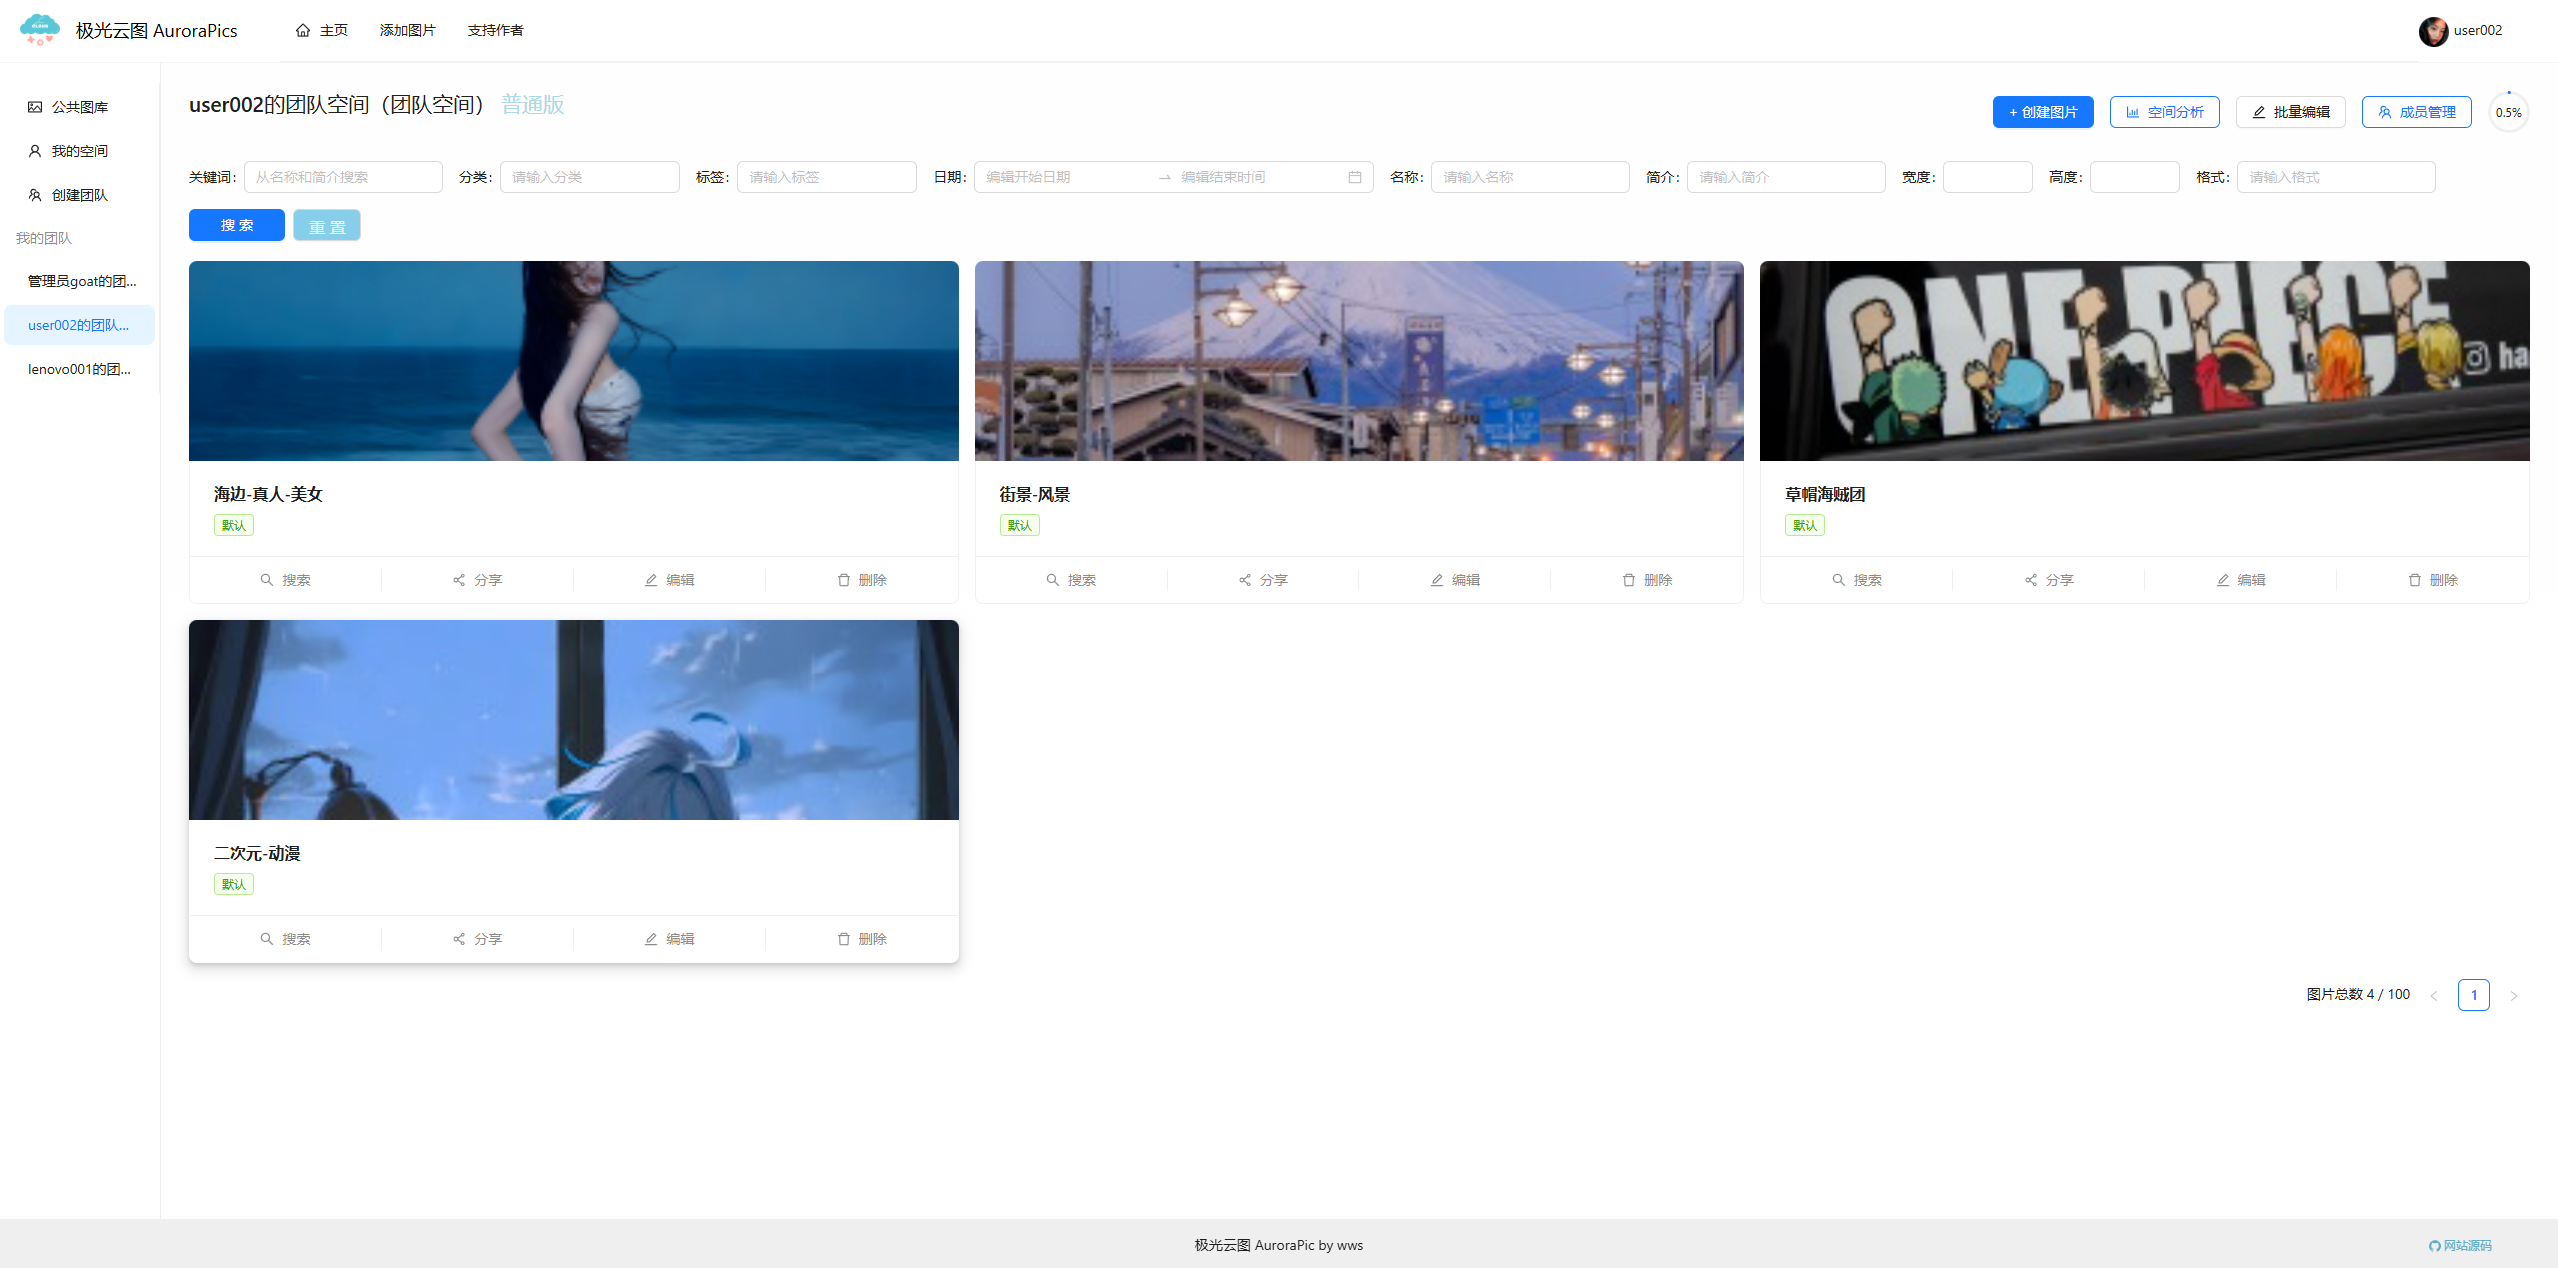 极光云图 AuroraPics
主页 添加图片 支持作者
user002
公共图库
我的空间
创建团队
我的团队
管理员goat的团...
user002的团队...
lenovo001的团...
user002的团队空间（团队空间） 普通版
+ 创建图片 空间分析 批量编辑 成员管理 0.5%
关键词： 从名称和简介搜索 分类： 请输入分类 标签： 请输入标签 日期： 编辑开始日期 → 编辑结束时间 名称： 请输入名称 简介： 请输入简介 宽度： 高度： 格式： 请输入格式
搜 索 重 置
ONE PIECE
ha
海边-真人-美女
默认
搜索 分享 编辑 删除
街景-风景
默认
搜索 分享 编辑 删除
草帽海贼团
默认
搜索 分享 编辑 删除
二次元-动漫
默认
搜索 分享 编辑 删除
图片总数 4 / 100 < 1 >
极光云图 AuroraPic by wws
网站源码